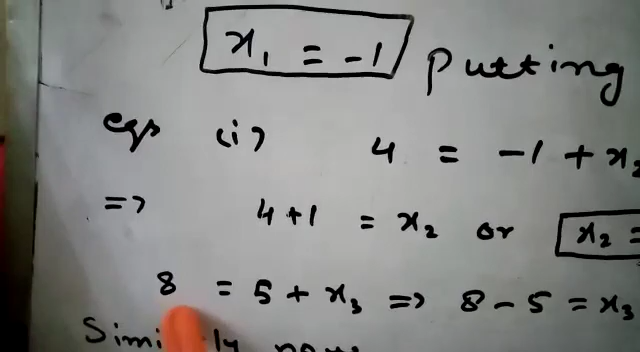 x₁ = -1 Putting
eqs (i) 4 = -1 + x₂
=> 4+1 = x₂ or x₂ =
8 = 5 + x₃ => 8 - 5 = x₃